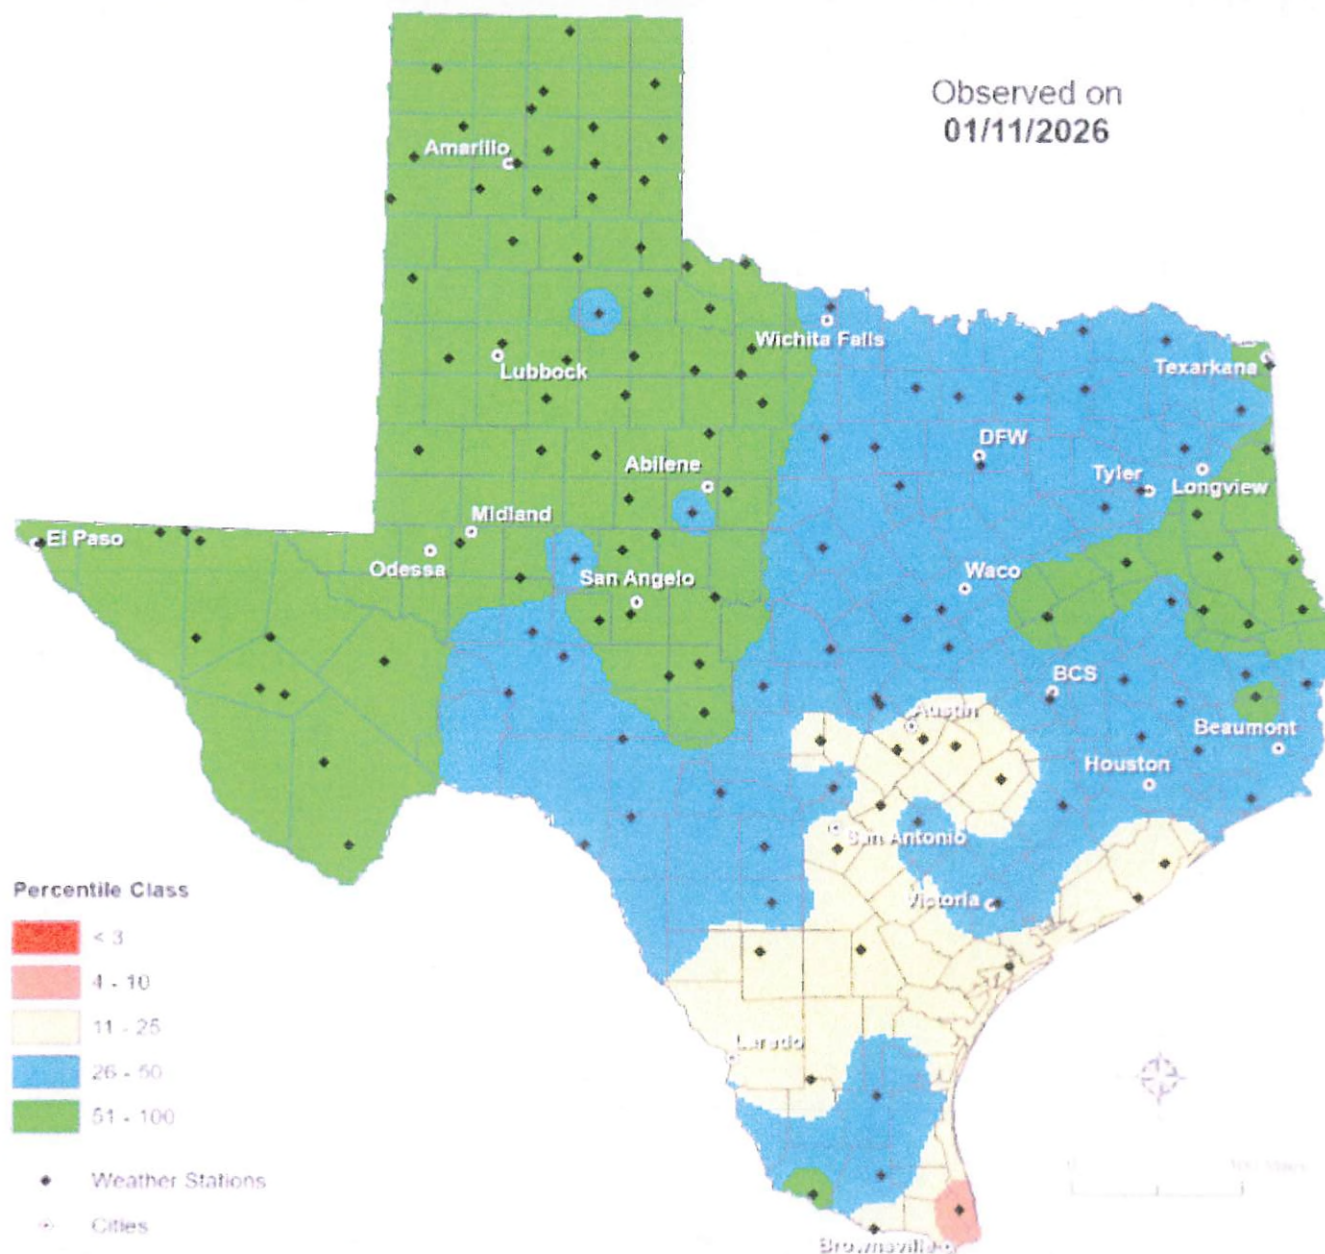 Observed on
01/11/2026
Amarillo
Wichita Falls
Lubbock
Texarkana
DFW
Abilene
Tyler
Longview
Midland
El Paso
Odessa
San Angelo
Waco
BCS
Austin
Beaumont
Houston
San Antonio
Victoria
Laredo
Brownsville
Percentile Class
< 3
4 - 10
11 - 25
26 - 50
51 - 100
Weather Stations
Cities